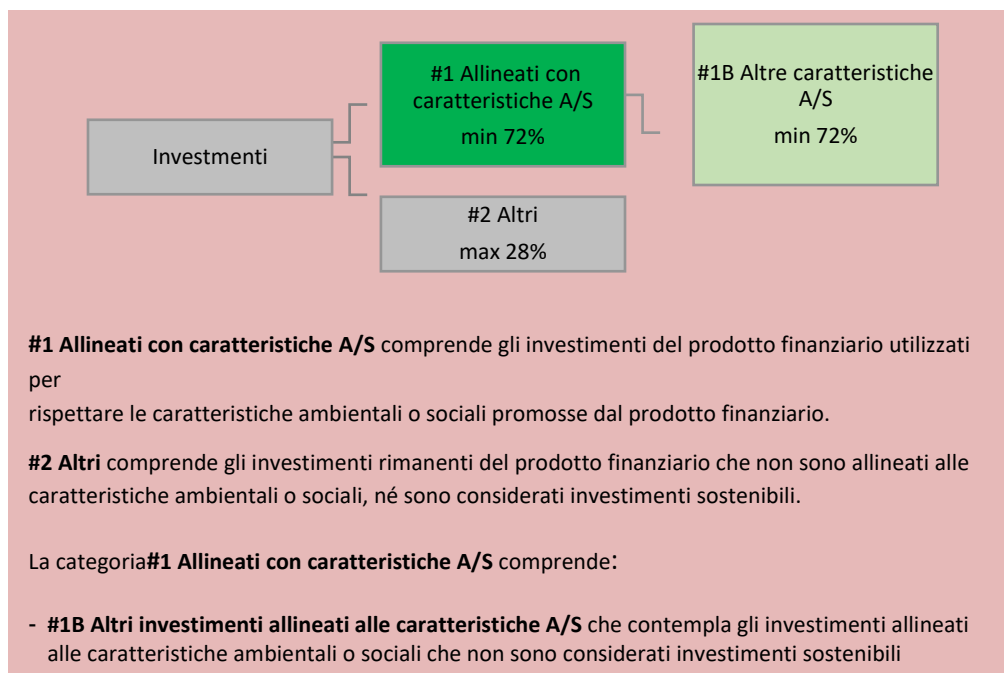 #1 Allineati con
caratteristiche A/S
min 72%
#1B Altre caratteristiche
A/S
min 72%
Investimenti
#2 Altri
max 28%
#1 Allineati con caratteristiche A/S comprende gli investimenti del prodotto finanziario utilizzati
per
rispettare le caratteristiche ambientali o sociali promosse dal prodotto finanziario.
#2 Altri comprende gli investimenti rimanenti del prodotto finanziario che non sono allineati alle
caratteristiche ambientali o sociali, né sono considerati investimenti sostenibili.
La categoria#1 Allineati con caratteristiche A/S comprende:
- #1B Altri investimenti allineati alle caratteristiche A/S che contempla gli investimenti allineati
alle caratteristiche ambientali o sociali che non sono considerati investimenti sostenibili